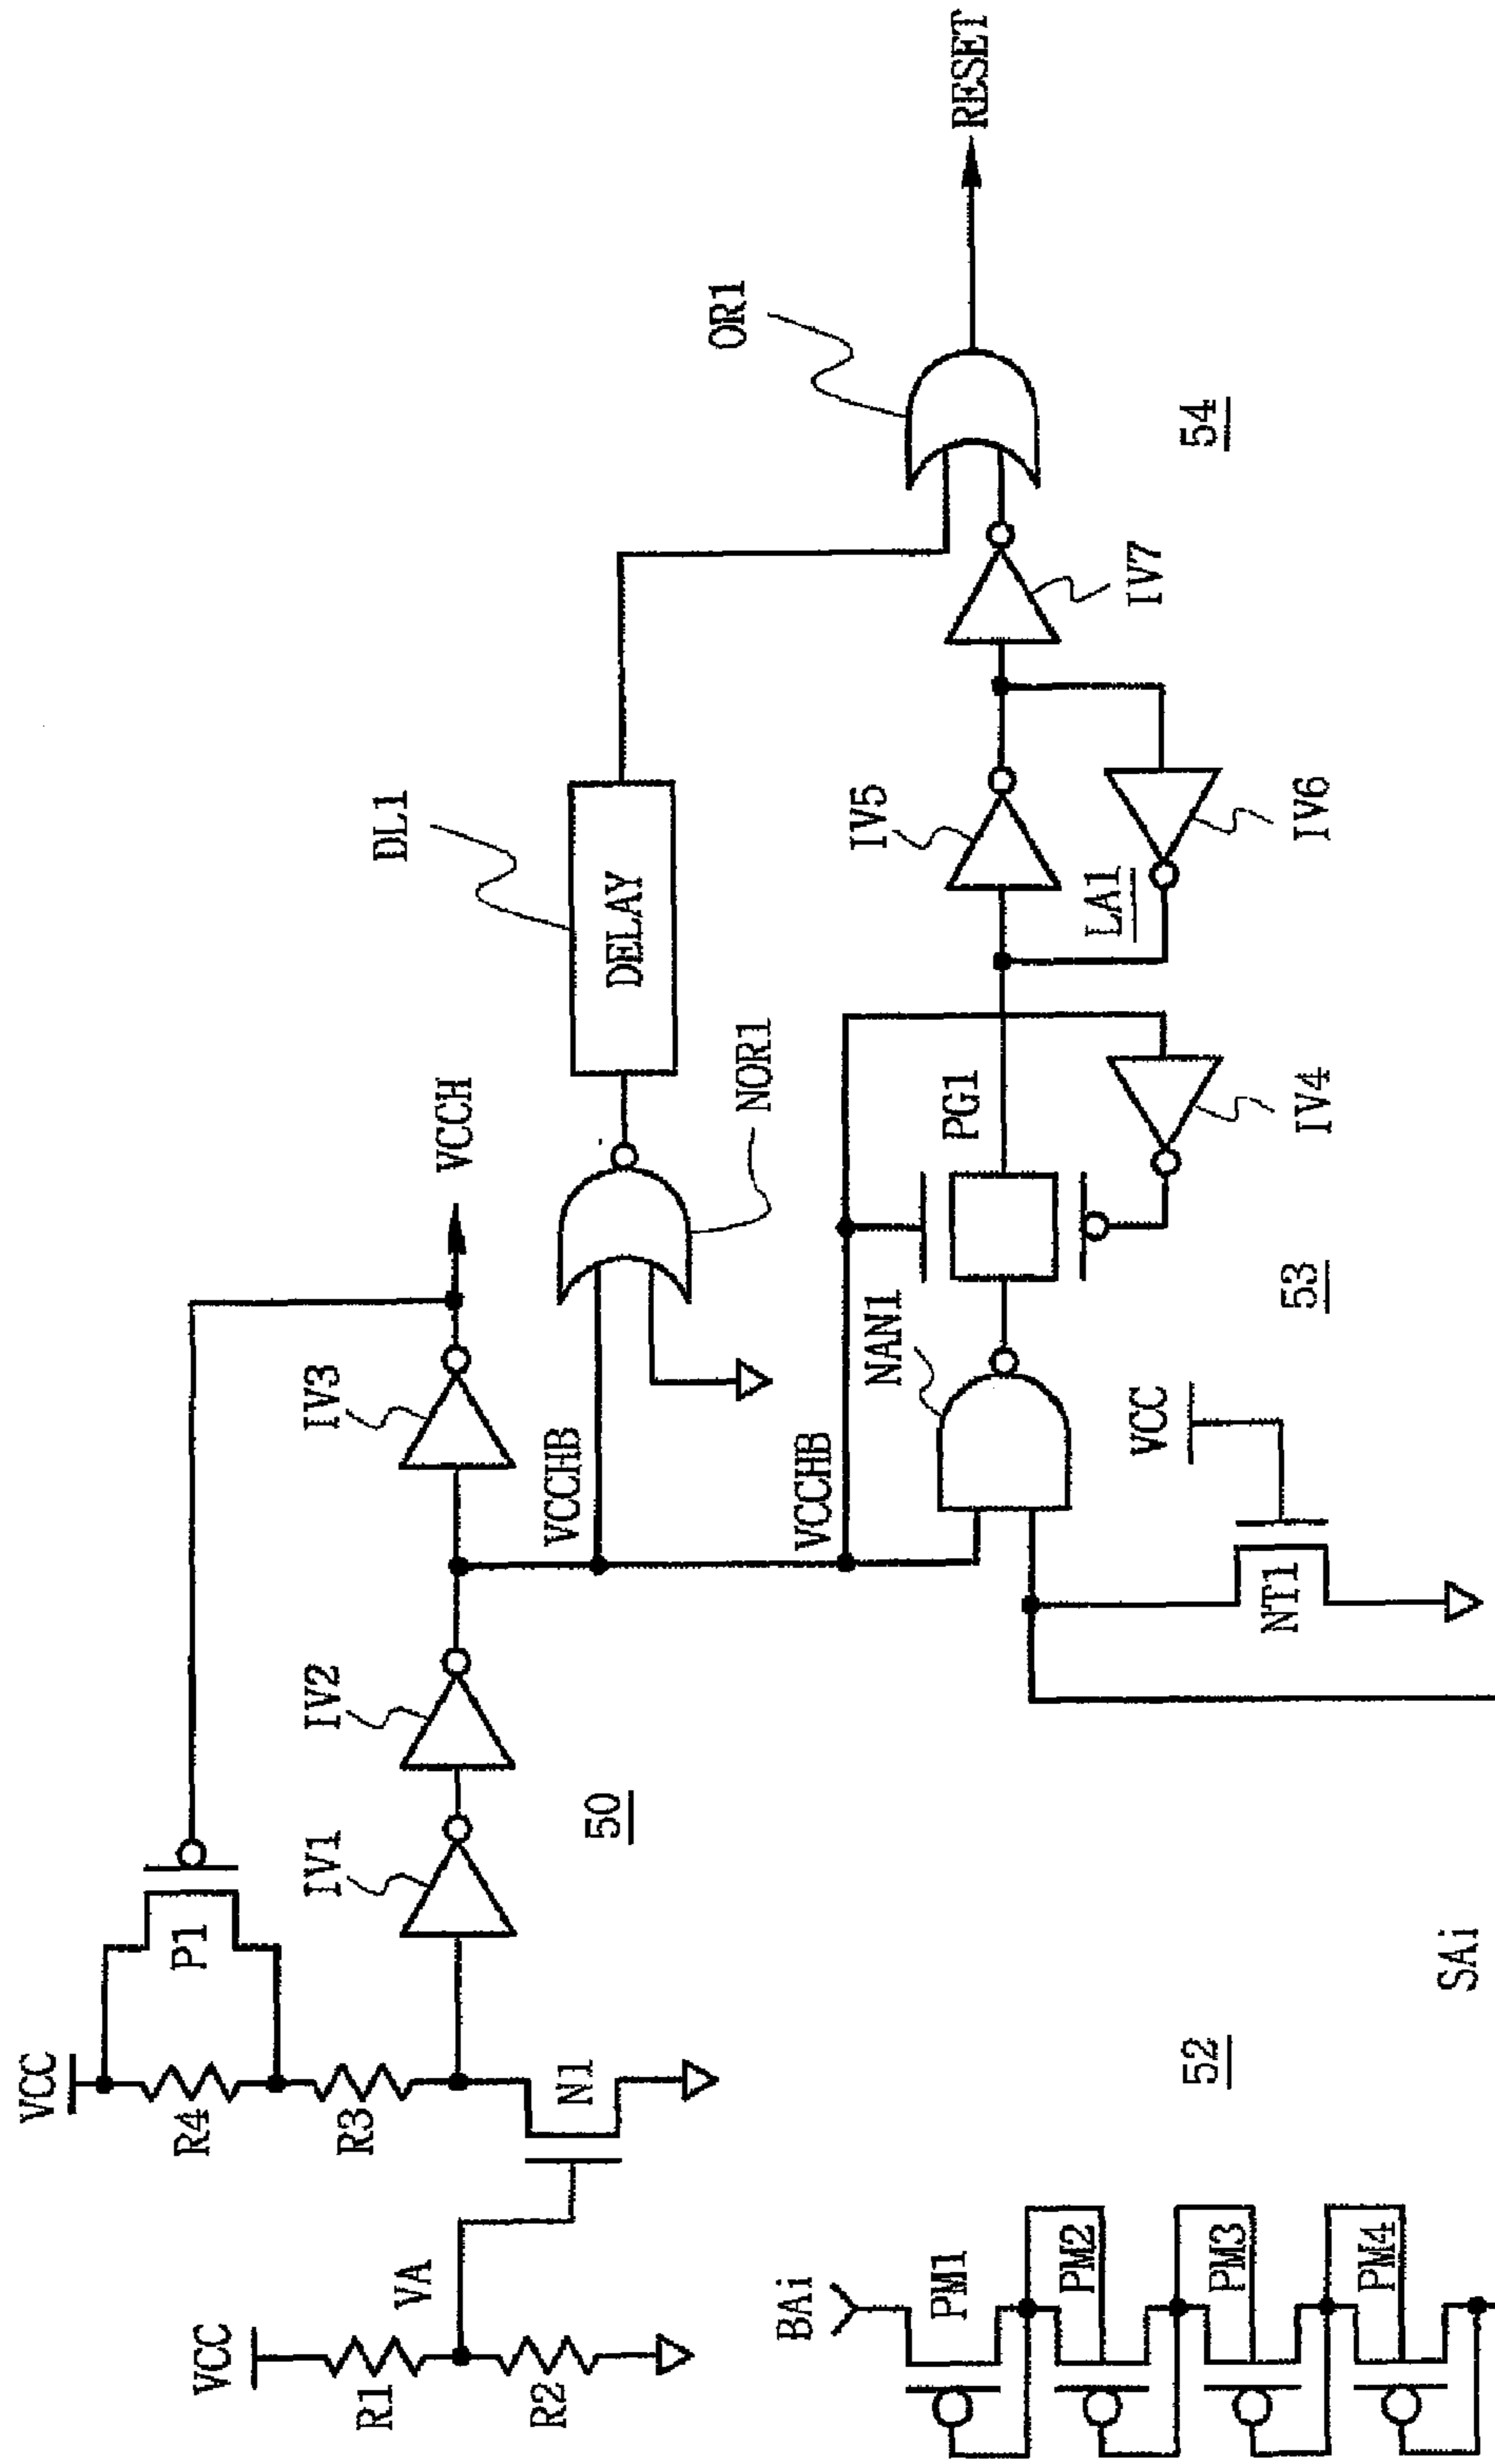 VCC
R4
P1
R3
VCC
R1
VA
R2
N1
IV1
IV2
IV3
VCCH
50
VCCHB
NOR1
DL1
DELAY
OR1
RESET
VCCHB
NAN1
PG1
IV4
IV5
LA1
IV6
IV7
54
53
VCC
NT1
BAi
PM1
PM2
PM3
PM4
52
SAi